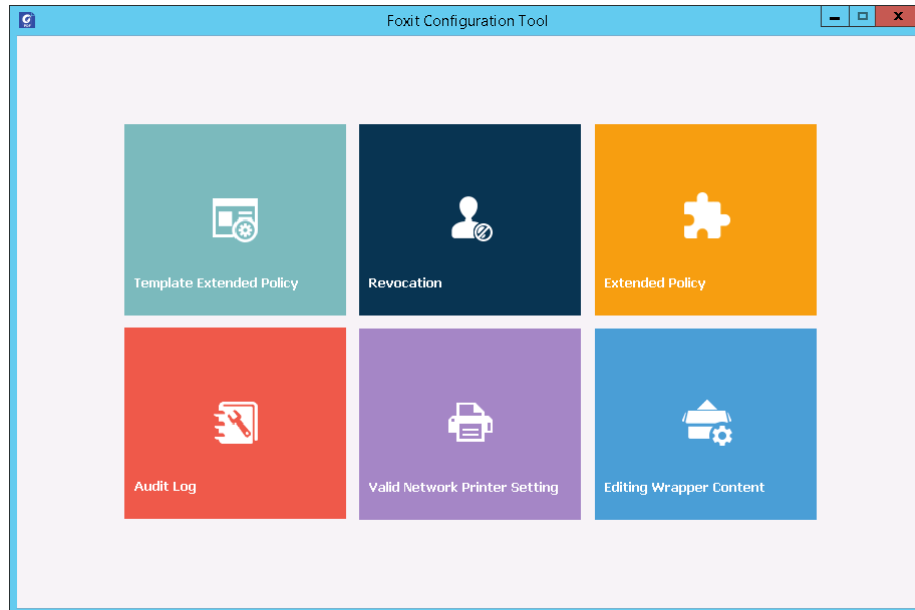 Foxit Configuration Tool
Template Extended Policy
Revocation
Extended Policy
Audit Log
Valid Network Printer Setting
Editing Wrapper Content